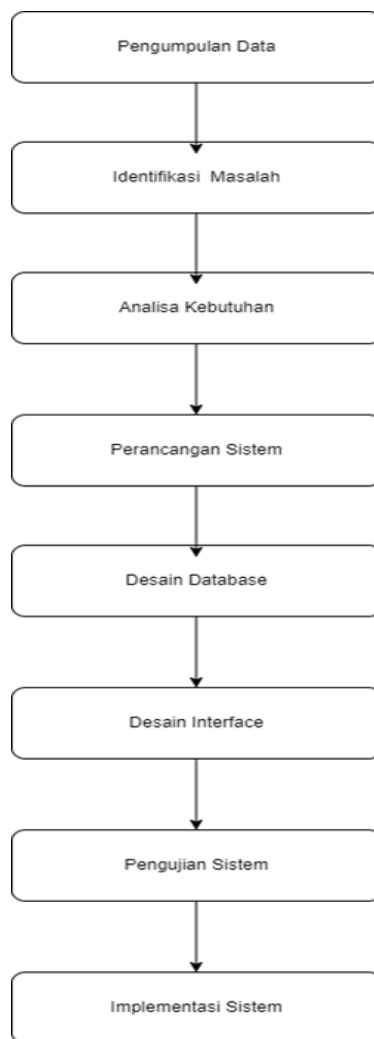 Pengumpulan Data
Identifikasi Masalah
Analisa Kebutuhan
Perancangan Sistem
Desain Database
Desain Interface
Pengujian Sistem
Implementasi Sistem